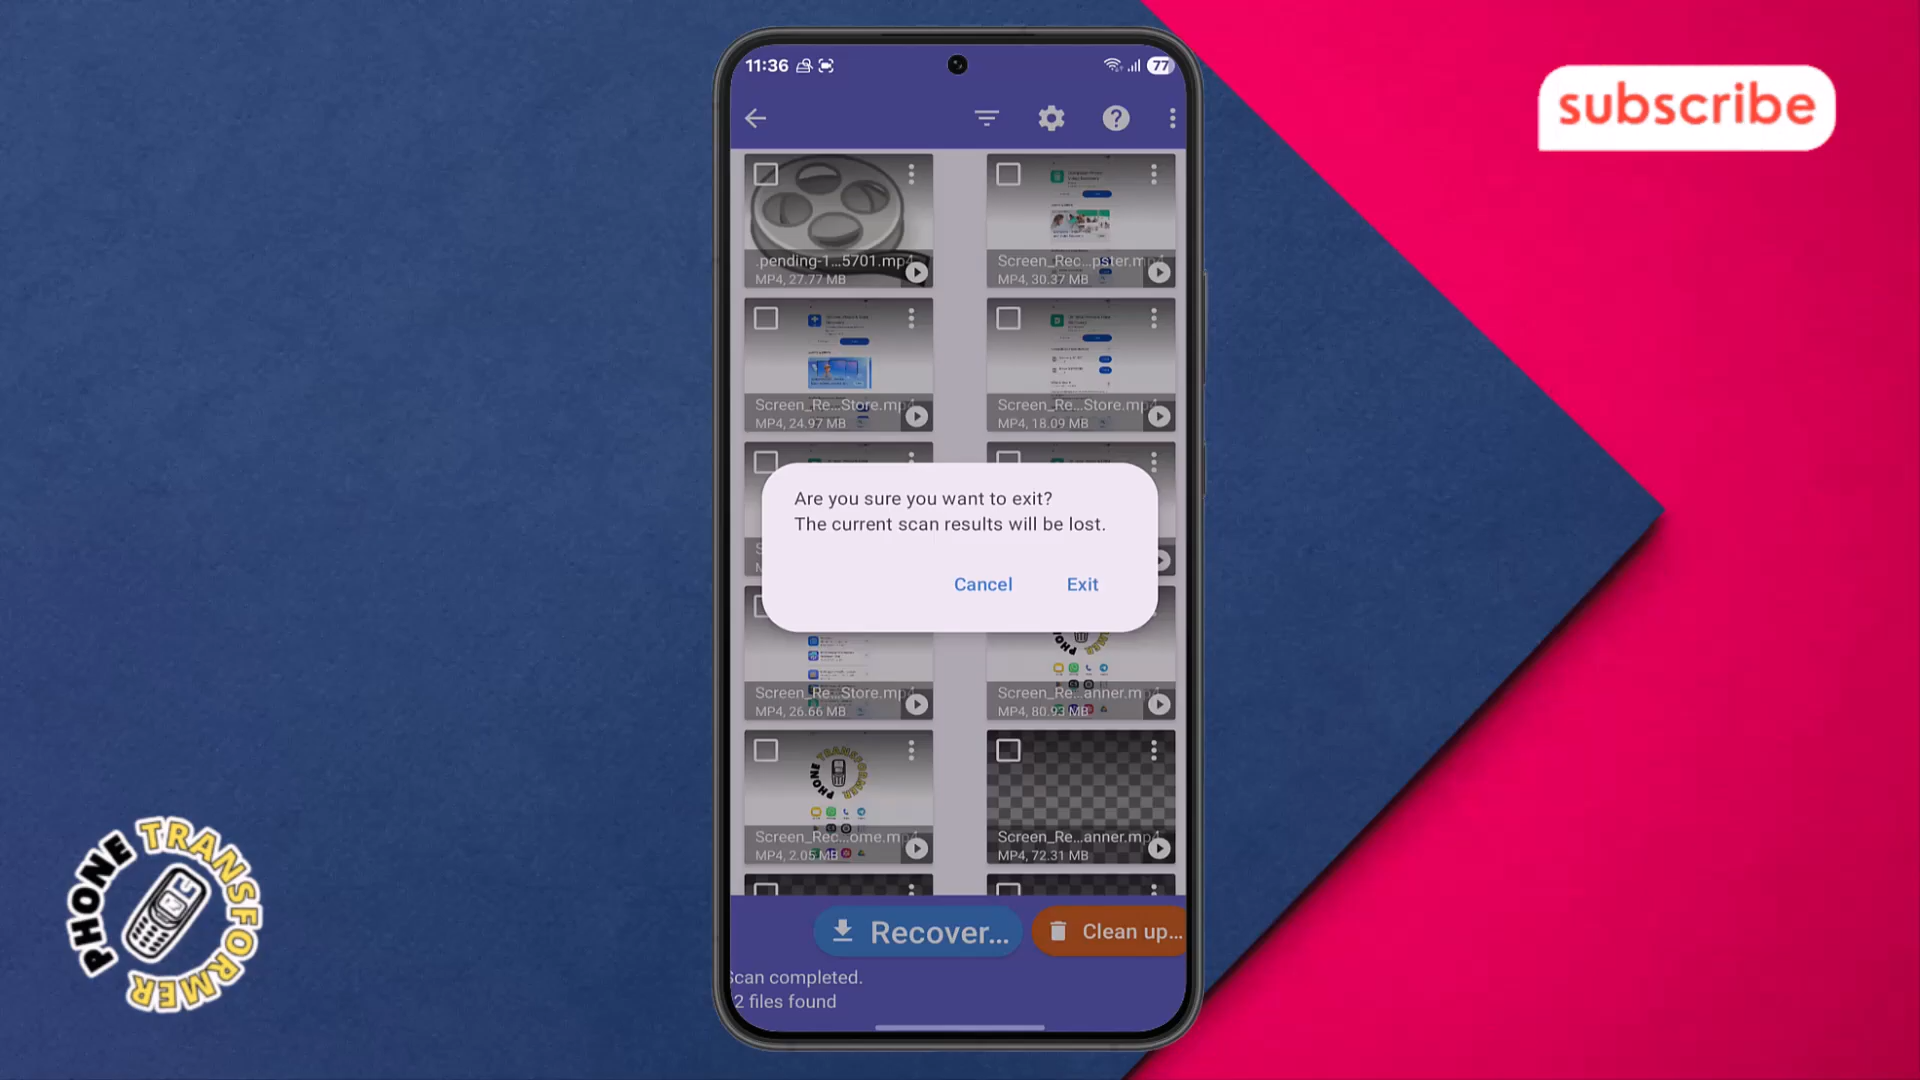 11:36
77
subscribe
.pending-1...5701.mp4
MP4, 27.77 MB
Screen_Rec...pster.mp4
MP4, 30.37 MB
Screen_Re...Store.mp4
MP4, 24.97 MB
Screen_Re...Store.mp4
MP4, 18.09 MB
Are you sure you want to exit?
The current scan results will be lost.
Cancel
Exit
Screen_Re...Store.mp4
MP4, 26.66 MB
Screen_Re...anner.mp4
MP4, 80.93 MB
Screen_Rec...ome.mp4
MP4, 2.05 MB
Screen_Re...anner.mp4
MP4, 72.31 MB
Recover...
Clean up...
Scan completed.
2 files found
PHONE TRANSFORMER